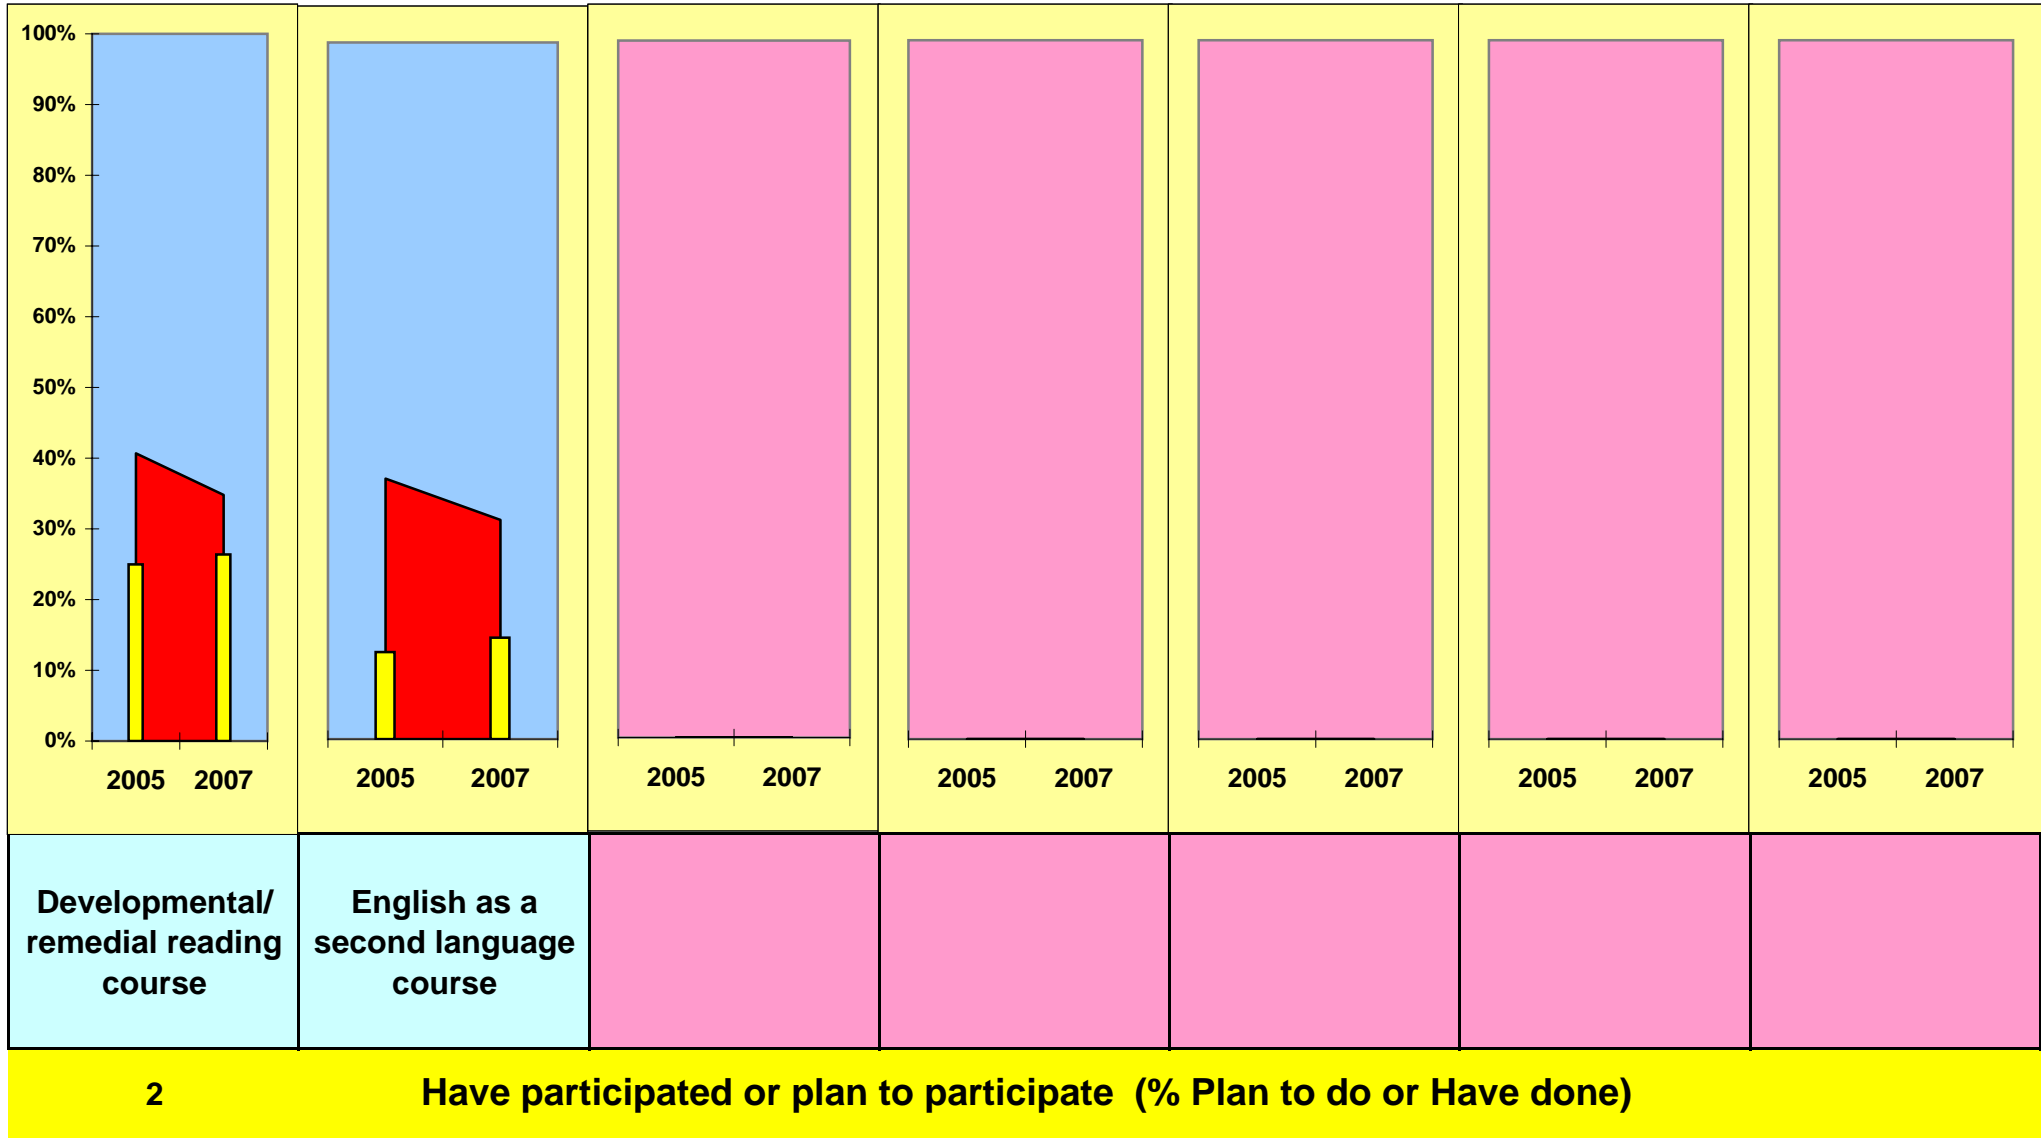 100%
90%
80%
70%
60%
50%
40%
30%
20%
10%
0%
2005 2007
2005 2007
2005 2007
2005 2007
2005 2007
2005 2007
2005 2007
Developmental/
remedial reading
course
English as a
second language
course
2 Have participated or plan to participate (% Plan to do or Have done)